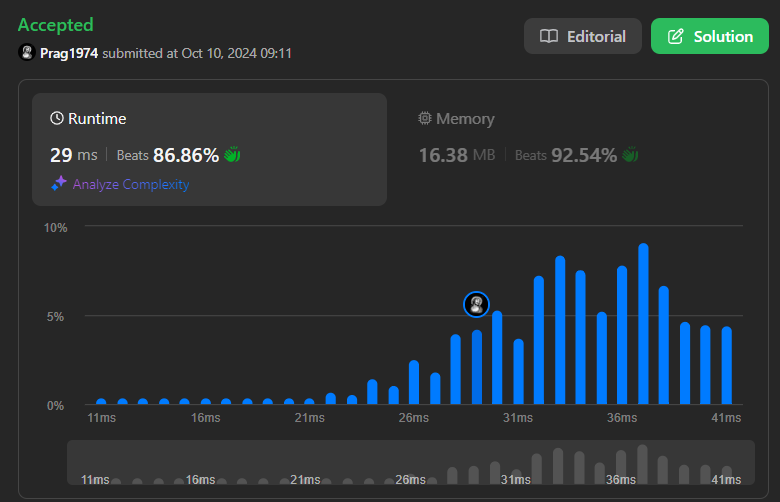 Accepted
Prag1974 submitted at Oct 10, 2024 09:11
Editorial
Solution
Runtime
29 ms Beats 86.86%
Analyze Complexity
Memory
16.38 MB Beats 92.54%
10%
5%
0%
11ms 16ms 21ms 26ms 31ms 36ms 41ms
11ms 16ms 21ms 26ms 31ms 36ms 41ms